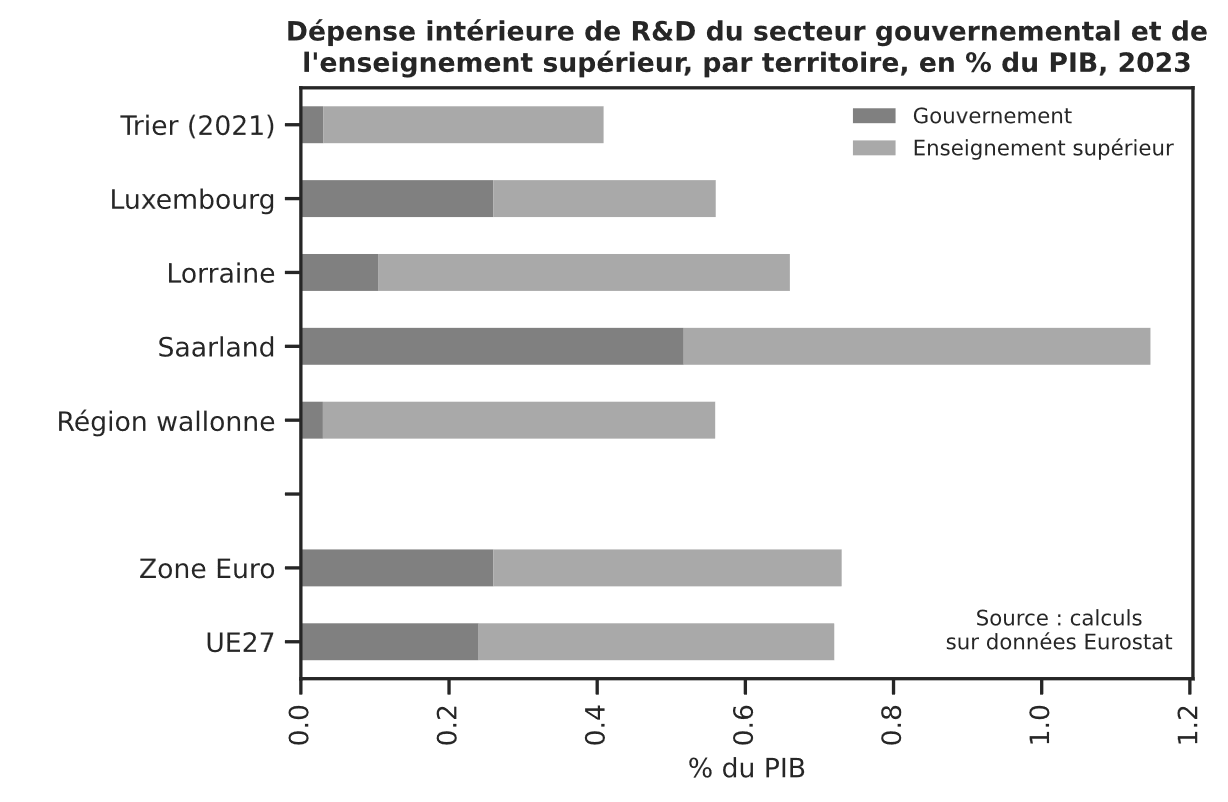 Dépense intérieure de R&D du secteur gouvernemental et de
l'enseignement supérieur, par territoire, en % du PIB, 2023
Trier (2021)
Luxembourg
Lorraine
Saarland
Région wallonne
Zone Euro
UE27
Gouvernement
Enseignement supérieur
Source : calculs
sur données Eurostat
0.0
0.2
0.4
0.6
0.8
1.0
1.2
% du PIB